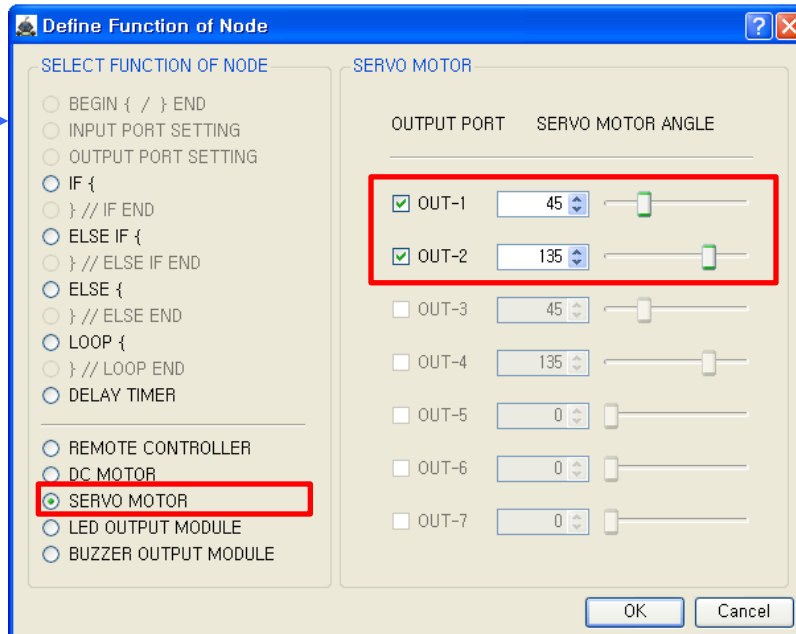 Define Function of Node
SELECT FUNCTION OF NODE
BEGIN { / } END
INPUT PORT SETTING
OUTPUT PORT SETTING
IF {
} // IF END
ELSE IF {
} // ELSE IF END
ELSE {
} // ELSE END
LOOP {
} // LOOP END
DELAY TIMER
REMOTE CONTROLLER
DC MOTOR
SERVO MOTOR
LED OUTPUT MODULE
BUZZER OUTPUT MODULE
SERVO MOTOR
OUTPUT PORT SERVO MOTOR ANGLE
OUT-1 45
OUT-2 135
OUT-3 45
OUT-4 135
OUT-5 0
OUT-6 0
OUT-7 0
OK Cancel